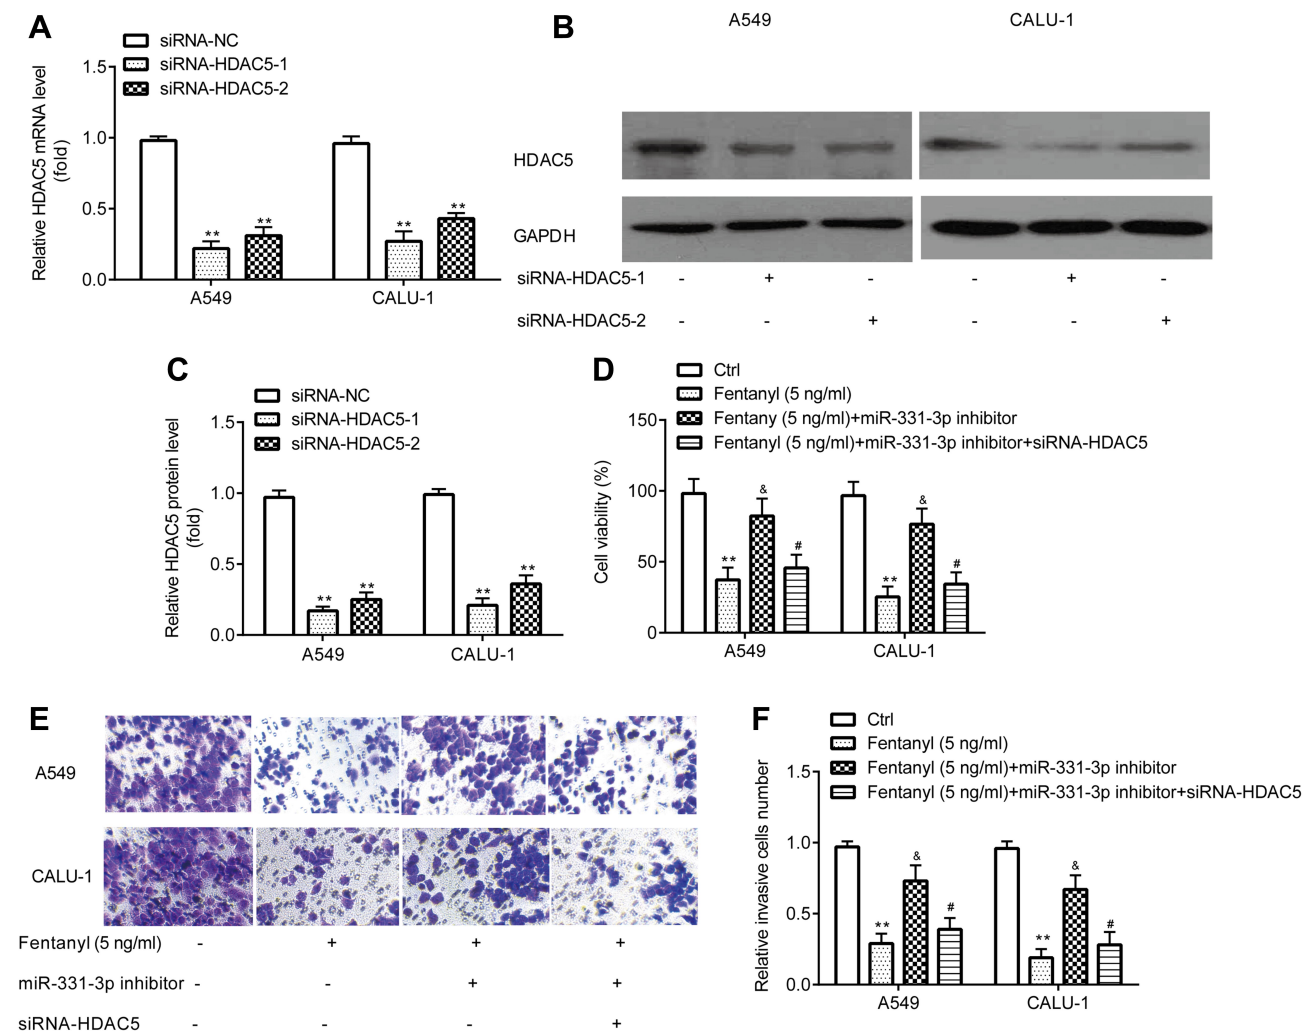 A
siRNA-NC
siRNA-HDAC5-1
siRNA-HDAC5-2
Relative HDAC5 mRNA level
(fold)
1.5
1.0
0.5
0.0
** ** ** **
A549 CALU-1
B
A549 CALU-1
HDAC5
GAPDH
siRNA-HDAC5-1 - + - - + -
siRNA-HDAC5-2 - - + - - +
C
siRNA-NC
siRNA-HDAC5-1
siRNA-HDAC5-2
Relative HDAC5 protein level
(fold)
1.5
1.0
0.5
0.0
** ** ** **
A549 CALU-1
D
Ctrl
Fentanyl (5 ng/ml)
Fentany (5 ng/ml)+miR-331-3p inhibitor
Fentanyl (5 ng/ml)+miR-331-3p inhibitor+siRNA-HDAC5
Cell viability (%)
150
100
50
0
** & # ** & #
A549 CALU-1
E
A549
CALU-1
Fentanyl (5 ng/ml) - + + +
miR-331-3p inhibitor - - + +
siRNA-HDAC5 - - - +
F
Ctrl
Fentanyl (5 ng/ml)
Fentanyl (5 ng/ml)+miR-331-3p inhibitor
Fentanyl (5 ng/ml)+miR-331-3p inhibitor+siRNA-HDAC5
Relative invasive cells number
1.5
1.0
0.5
0.0
** & # ** & #
A549 CALU-1